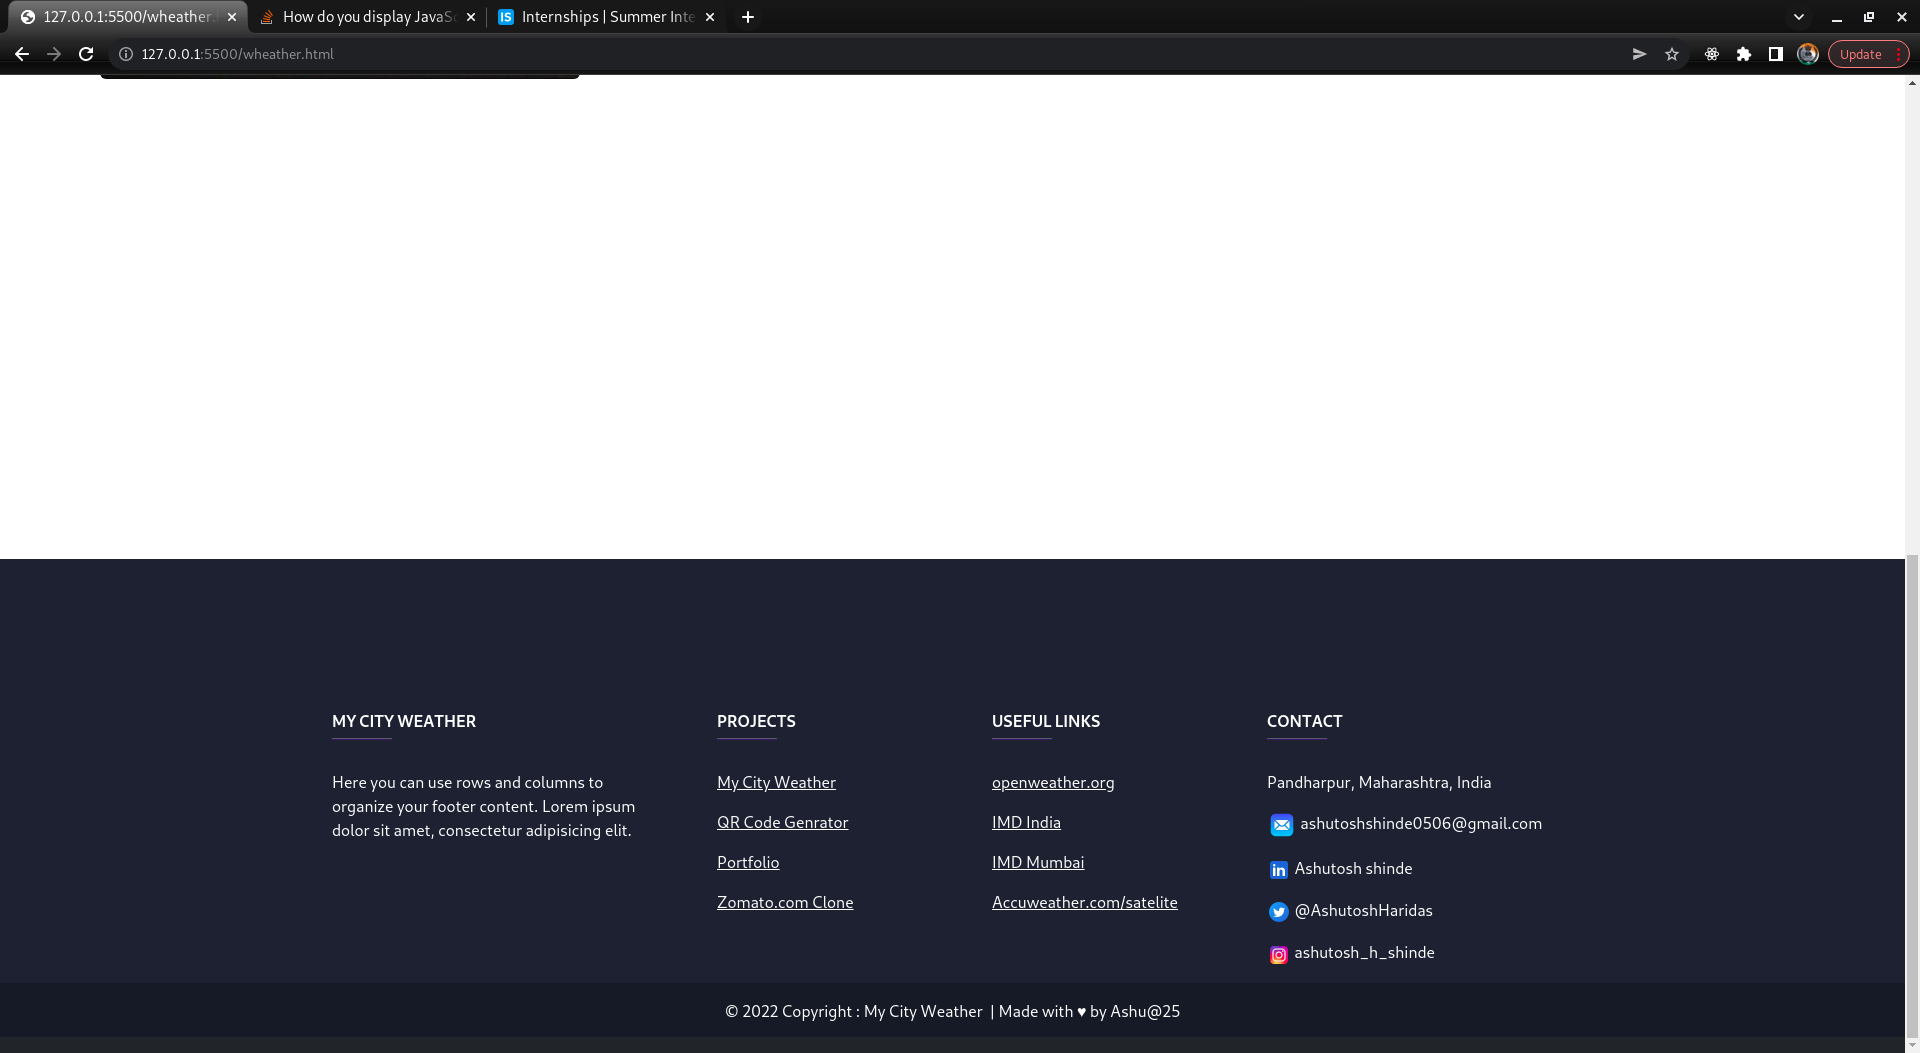 127.0.0.1:5500/wheather.
How do you display JavaSc
IS Internships | Summer Inte
127.0.0.1:5500/wheather.html
Update
MY CITY WEATHER
Here you can use rows and columns to
organize your footer content. Lorem ipsum
dolor sit amet, consectetur adipisicing elit.
PROJECTS
My City Weather
QR Code Genrator
Portfolio
Zomato.com Clone
USEFUL LINKS
openweather.org
IMD India
IMD Mumbai
Accuweather.com/satelite
CONTACT
Pandharpur, Maharashtra, India
ashutoshshinde0506@gmail.com
in Ashutosh shinde
@AshutoshHaridas
ashutosh_h_shinde
© 2022 Copyright : My City Weather | Made with ♥ by Ashu@25